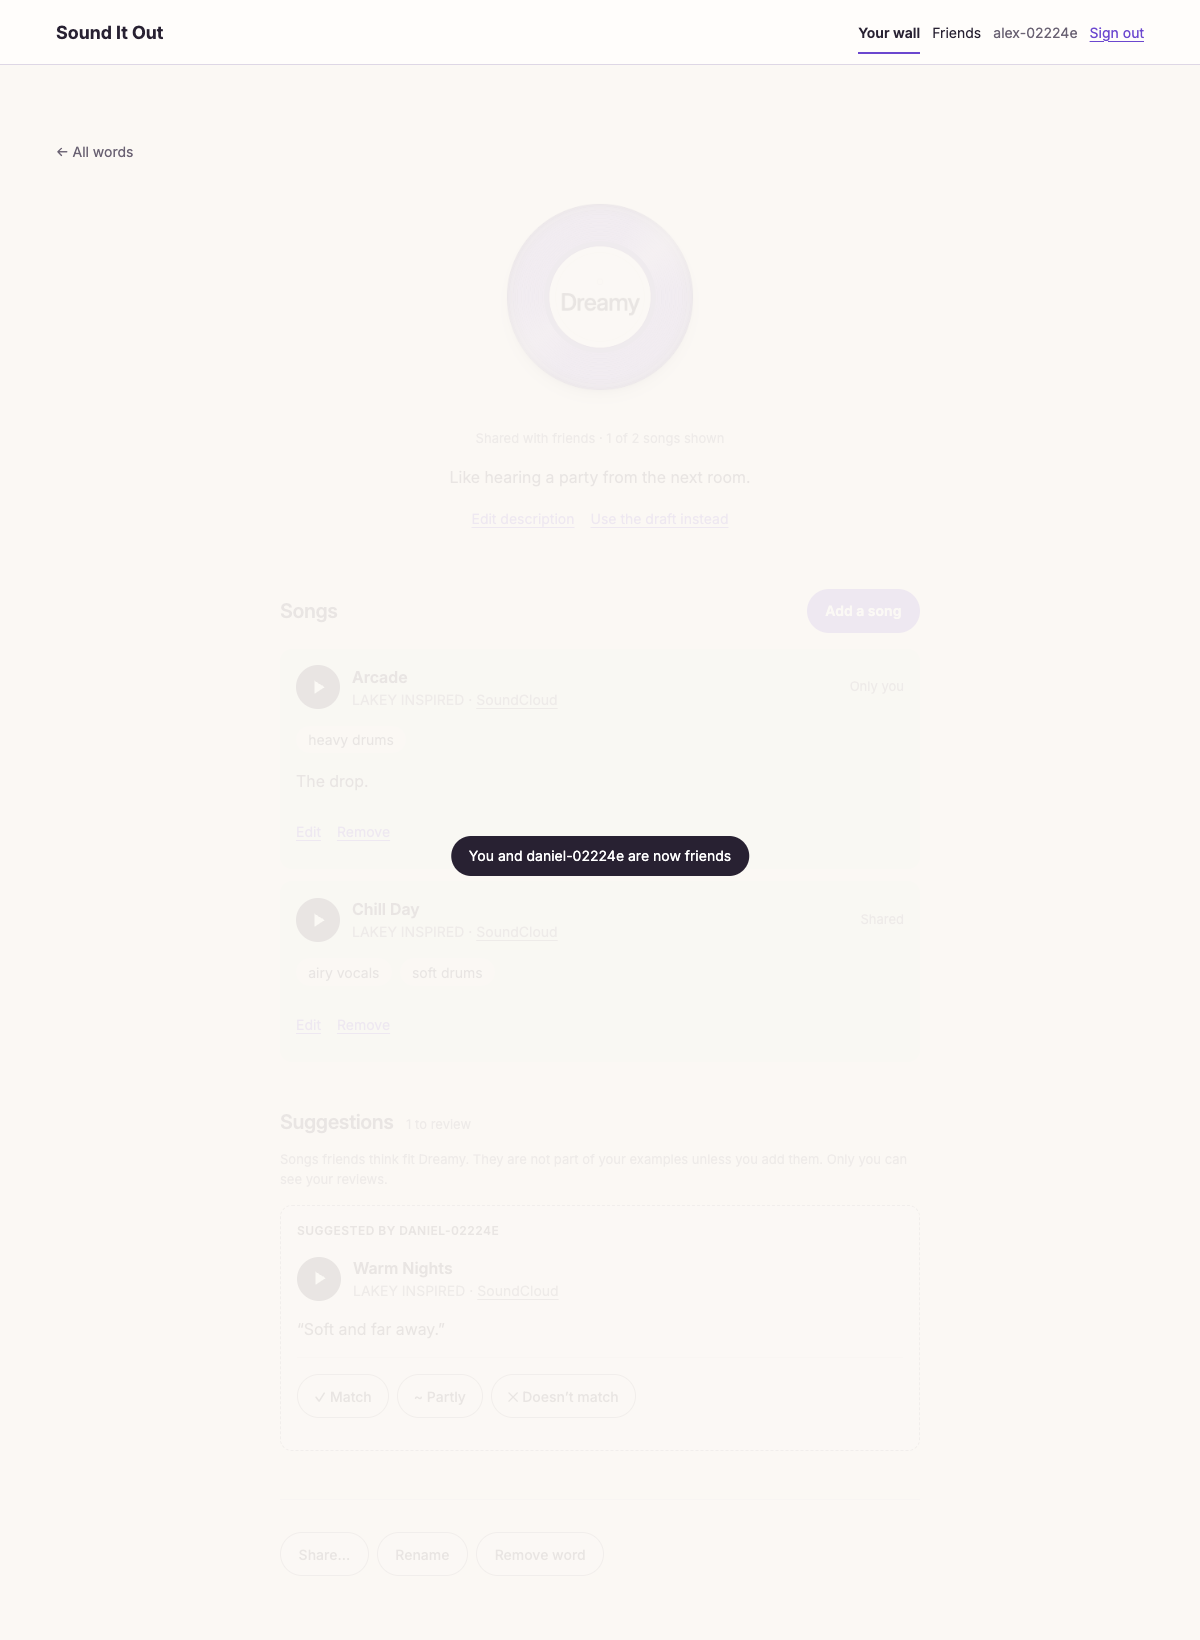 Sound It Out
Your wall Friends alex-02224e Sign out
← All words
Dreamy
Shared with friends · 1 of 2 songs shown
Like hearing a party from the next room.
Edit description Use the draft instead
Songs
Add a song
Arcade
LAKEY INSPIRED · SoundCloud
Only you
heavy drums
The drop.
Edit Remove
You and daniel-02224e are now friends
Chill Day
LAKEY INSPIRED · SoundCloud
Shared
airy vocals soft drums
Edit Remove
Suggestions 1 to review
Songs friends think fit Dreamy. They are not part of your examples unless you add them. Only you can
see your reviews.
SUGGESTED BY DANIEL-02224E
Warm Nights
LAKEY INSPIRED · SoundCloud
“Soft and far away.”
✓ Match ~ Partly ✕ Doesn't match
Share... Rename Remove word